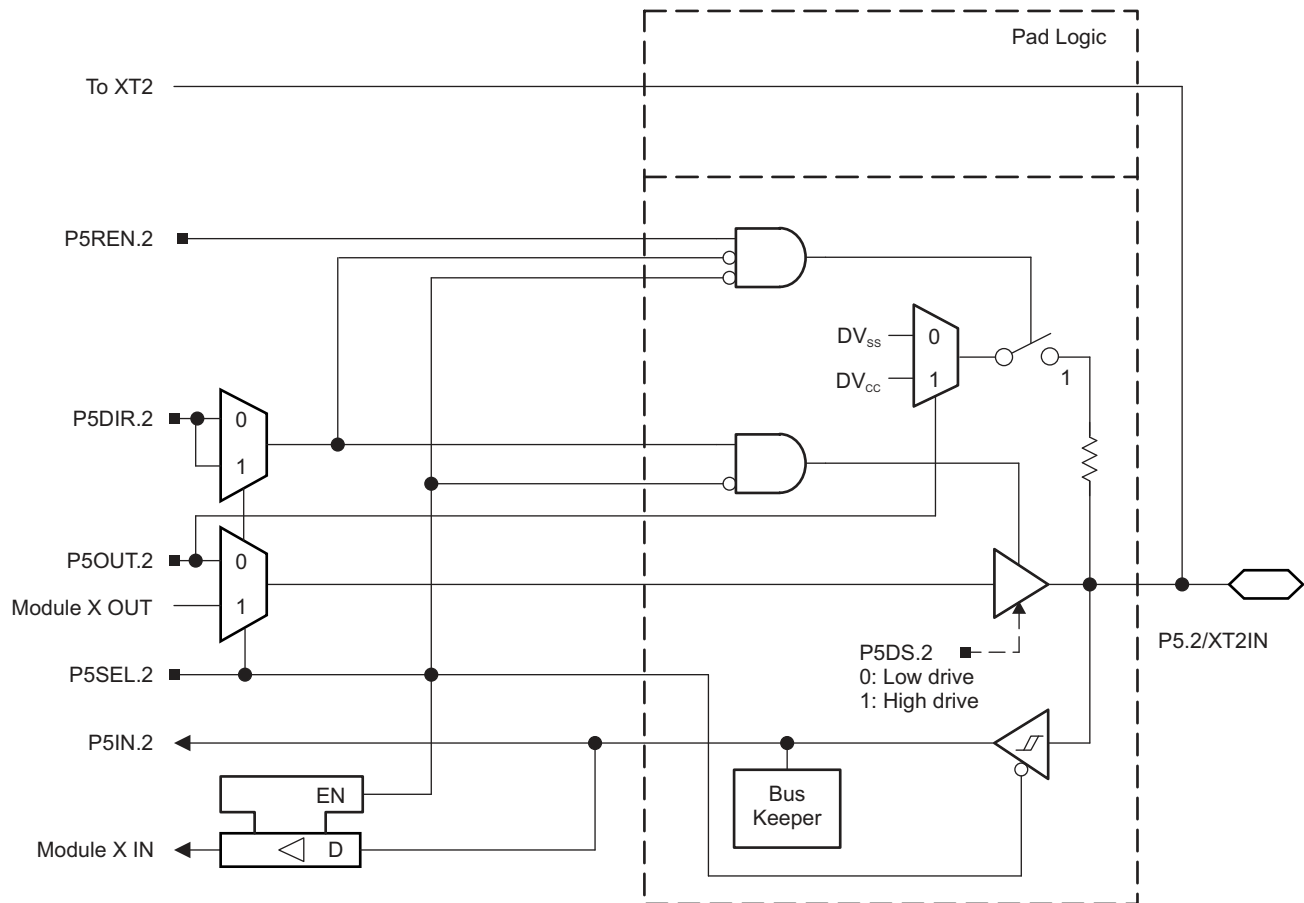 Pad Logic
To XT2
P5REN.2
DVSS
0
DVCC
1
1
P5DIR.2
0
1
P5OUT.2
0
Module X OUT
1
P5SEL.2
P5DS.2
0: Low drive
1: High drive
P5.2/XT2IN
P5IN.2
Bus
Keeper
EN
Module X IN
D